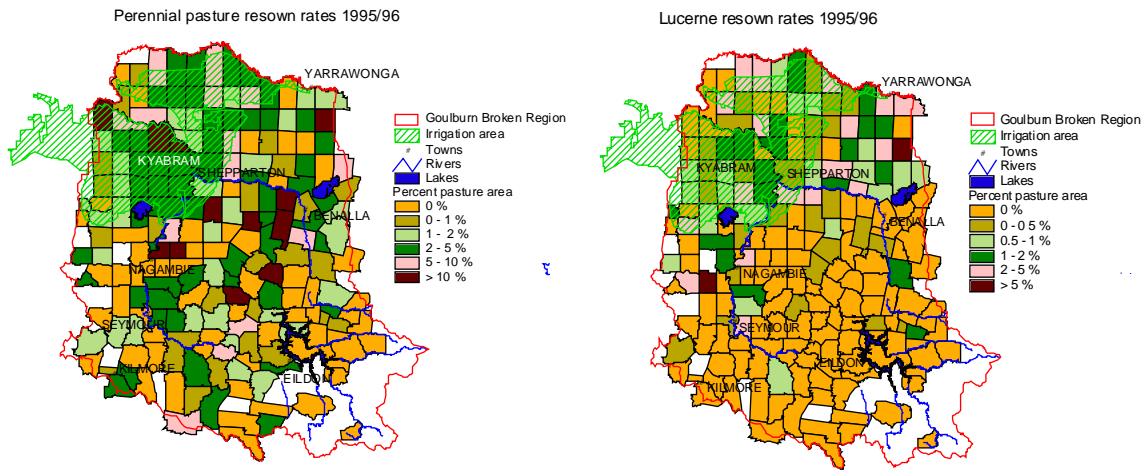 Perennial pasture resown rates 1995/96
YARRAWONGA
KYABRAM
SHEPPARTON
BENALLA
NAGAMBIE
SEYMOUR
KILMORE
EILDON
Goulburn Broken Region
Irrigation area
Towns
Rivers
Lakes
Percent pasture area
0 %
0 - 1 %
1 - 2 %
2 - 5 %
5 - 10 %
>10 %
Lucerne resown rates 1995/96
YARRAWONGA
KYABRAM
SHEPPARTON
BENALLA
NAGAMBIE
SEYMOUR
EILDON
KILMORE
Goulburn Broken Region
Irrigation area
Towns
Rivers
Lakes
Percent pasture area
0 %
0 - 0 5 %
0.5 - 1 %
1 - 2 %
2 - 5 %
> 5 %